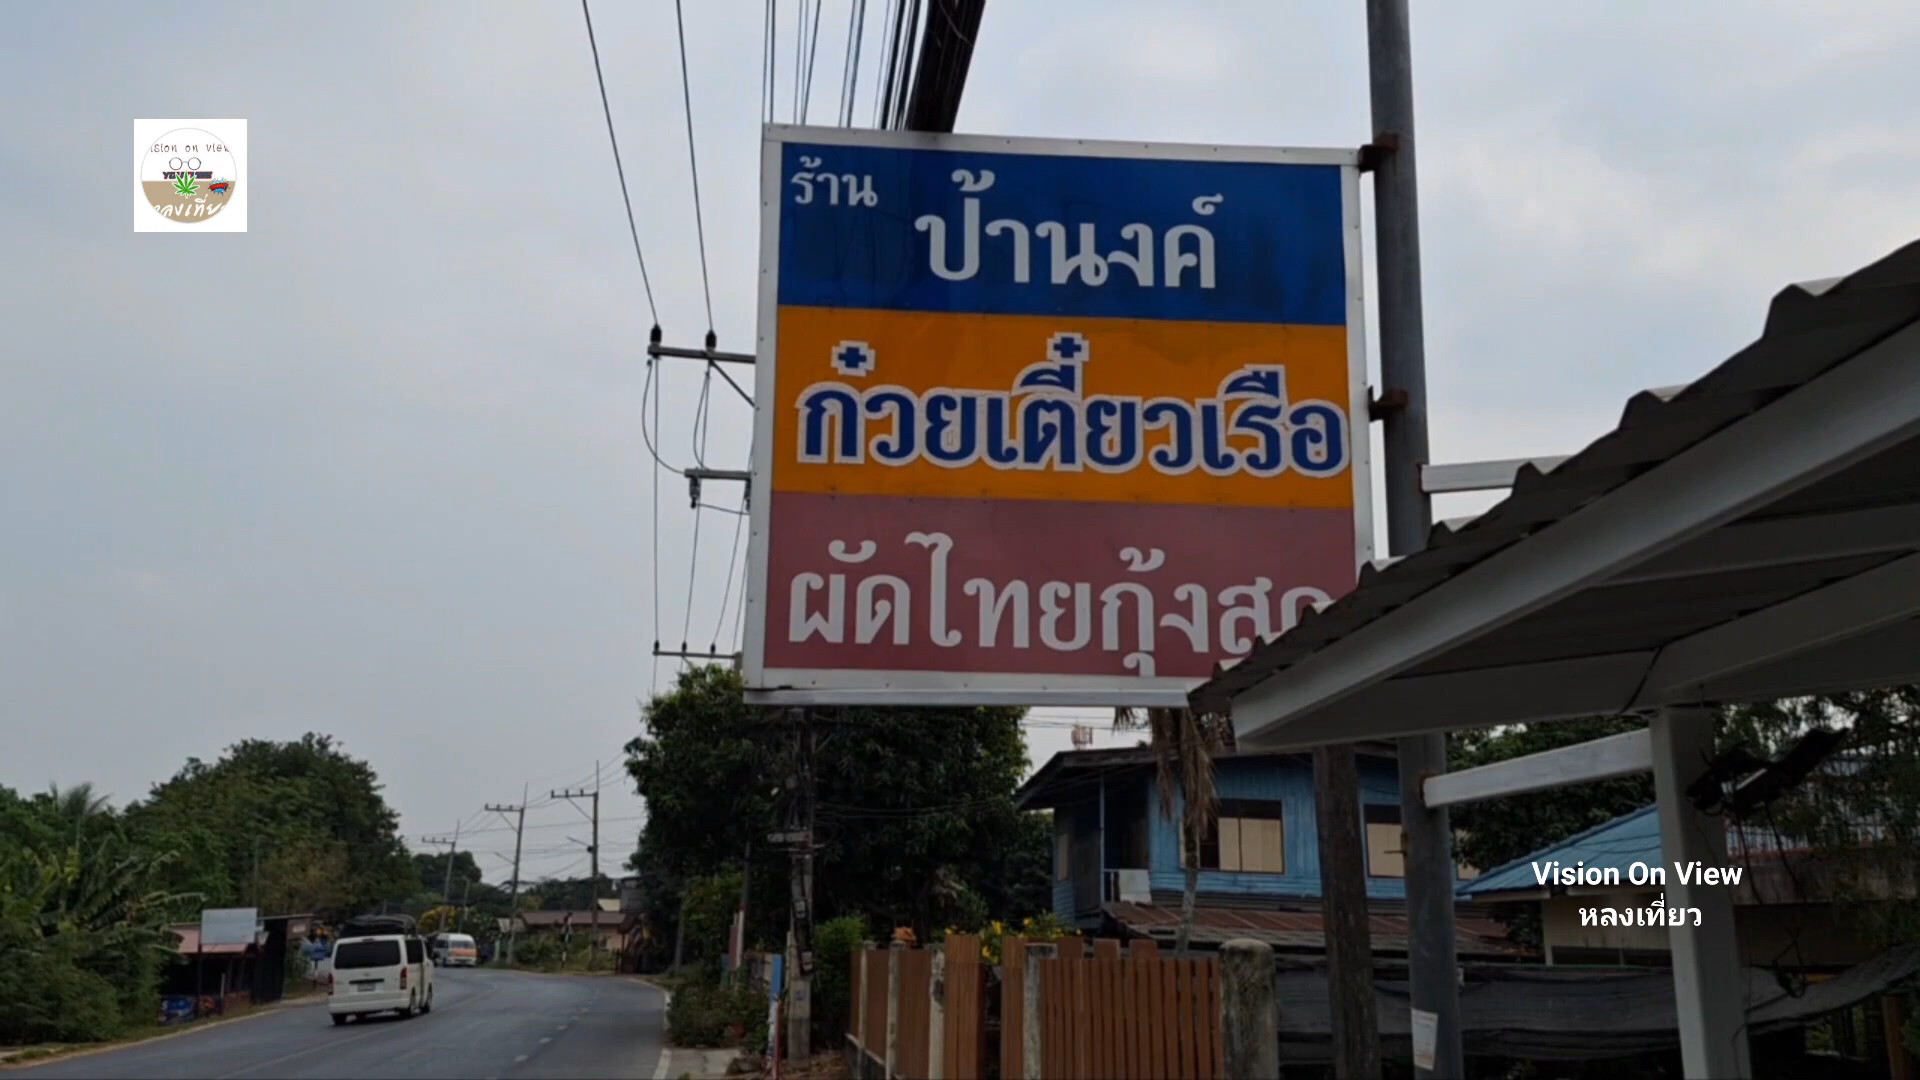 ร้าน
ป้านงค์
ก๋วยเตี๋ยวเรือ
ผัดไทยกุ้งสด
Vision On View
หลงเที่ยว